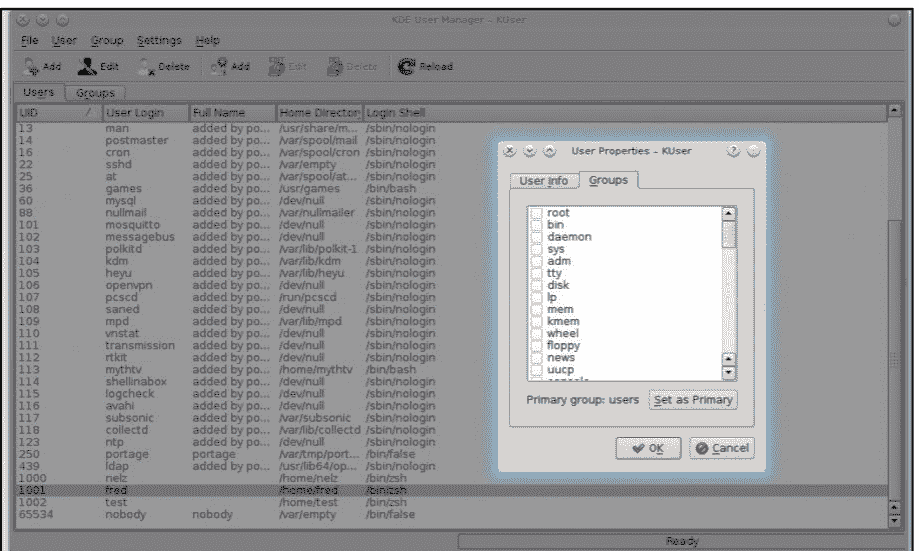 KDE User Manager – KUser
File User Group Settings Help
Add Edit Delete Add Edit Delete Reload
Users Groups
UID User Login Full Name Home Director Login Shell
13 man added by po... /usr/share/m... /sbin/nologin
14 postmaster added by po... /var/spool/mail /sbin/nologin
16 cron added by po... /var/spool/cron /sbin/nologin
22 sshd added by po... /var/empty /sbin/nologin
25 at added by po... /var/spool/at... /sbin/nologin
36 games added by po... /usr/games /bin/bash
60 mysql added by po... /dev/null /sbin/nologin
88 nullmail added by po... /var/nullmailer /sbin/nologin
101 mosquitto added by po... /dev/null /sbin/nologin
102 messagebus added by po... /dev/null /sbin/nologin
103 polkitd added by po... /var/lib/polkit-1 /sbin/nologin
104 kdm added by po... /var/lib/kdm /sbin/nologin
105 heyu added by po... /var/lib/heyu /sbin/nologin
106 openvpn added by po... /dev/null /sbin/nologin
107 pcscd added by po... /run/pcscd /sbin/nologin
108 saned added by po... /dev/null /sbin/nologin
109 mpd added by po... /var/lib/mpd /sbin/nologin
110 vnstat added by po... /dev/null /sbin/nologin
111 transmission added by po... /dev/null /sbin/nologin
112 rtkit added by po... /dev/null /sbin/nologin
113 mythtv added by po... /home/mythtv /bin/bash
114 shellinabox added by po... /dev/null /sbin/nologin
115 logcheck added by po... /dev/null /sbin/nologin
116 avahi added by po... /dev/null /sbin/nologin
117 subsonic added by po... /var/subsonic /sbin/nologin
118 collectd added by po... /var/lib/collectd /sbin/nologin
123 ntp added by po... /dev/null /sbin/nologin
250 portage portage /var/tmp/port... /bin/false
439 ldap added by po... /usr/lib64/op... /sbin/nologin
1000 nelz /home/nelz /bin/zsh
1001 fred /home/fred /bin/zsh
1002 test /home/test /bin/zsh
65534 nobody nobody /var/empty /bin/false
Ready
User Properties – KUser
User Info Groups
root
bin
daemon
sys
adm
tty
disk
lp
mem
kmem
wheel
floppy
news
uucp
Primary group: users Set as Primary
OK Cancel